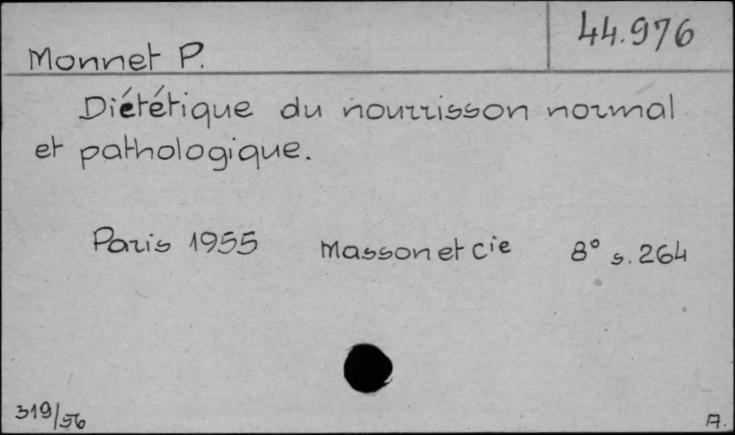 44.976
Monnet P.
Diététique du nourrisson normal
et pathologique.
Paris 1955 Masson et Cie 8° s. 264
319/56
A.